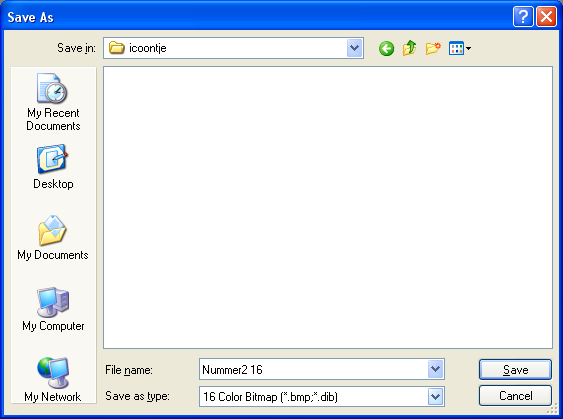 Save As
Save in: icoontje
My Recent
Documents
Desktop
My Documents
My Computer
My Network
File name: Nummer2 16 Save
Save as type: 16 Color Bitmap (*.bmp;*.dib) Cancel